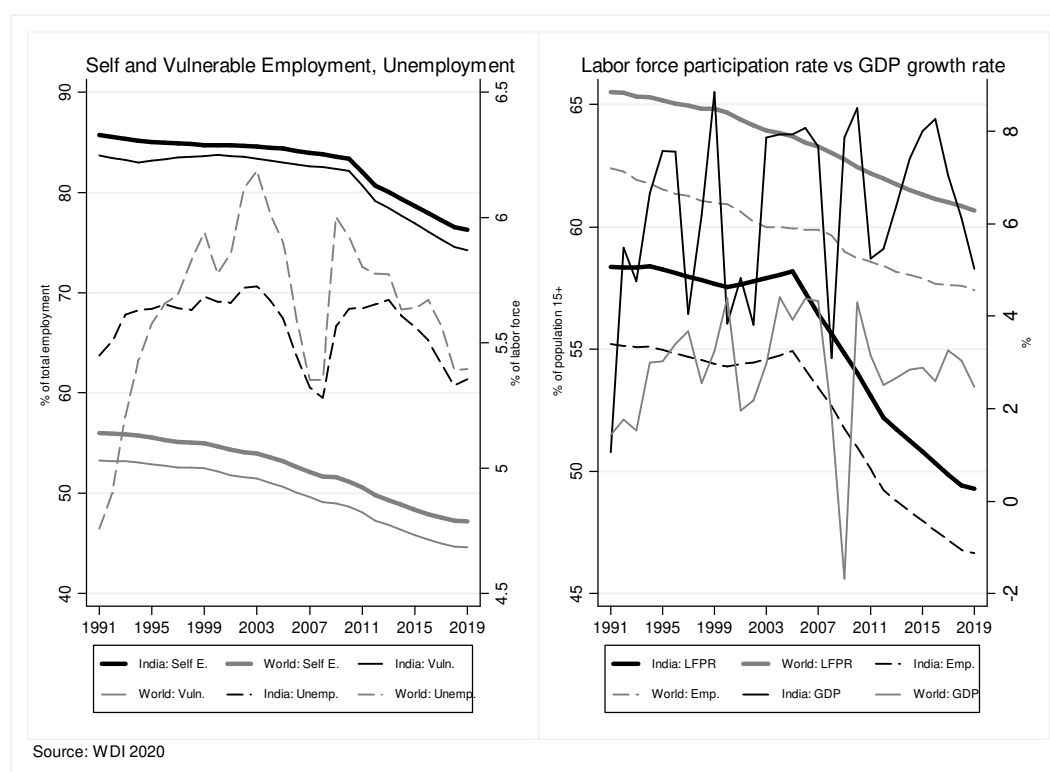 Self and Vulnerable Employment, Unemployment
90
80
70
60
50
40
% of total employment
6.5
6
5.5
5
4.5
% of labor force
1991 1995 1999 2003 2007 2011 2015 2019
India: Self E. World: Self E. India: Vuln.
World: Vuln. India: Unemp. World: Unemp.
Labor force participation rate vs GDP growth rate
65
60
55
50
45
% of population 15+
8
6
4
2
0
-2
%
1991 1995 1999 2003 2007 2011 2015 2019
India: LFPR World: LFPR India: Emp.
World: Emp. India: GDP World: GDP
Source: WDI 2020